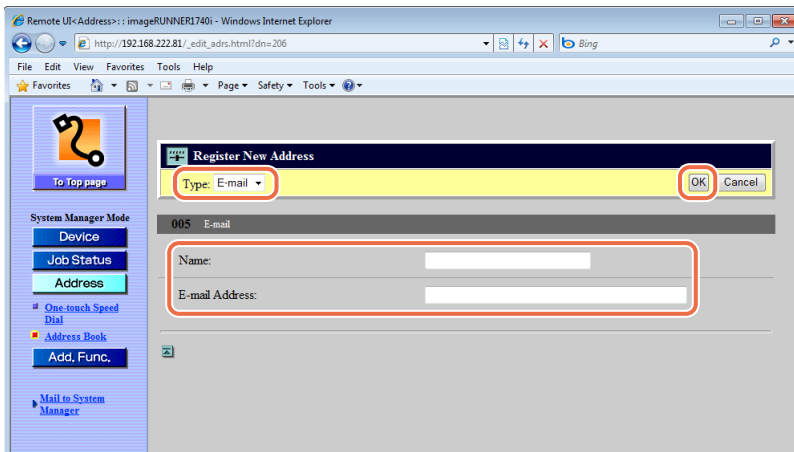 Remote UI<Address>: : imageRUNNER1740i - Windows Internet Explorer
http://192.168.222.81/_edit_adrs.html?dn=206
Bing
File Edit View Favorites Tools Help
Favorites Page Safety Tools
Register New Address
Type: E-mail OK Cancel
To Top page
System Manager Mode
005 E-mail
Device
Job Status
Name:
Address
E-mail Address:
One-touch Speed
Dial
Address Book
Add. Func.
Mail to System
Manager